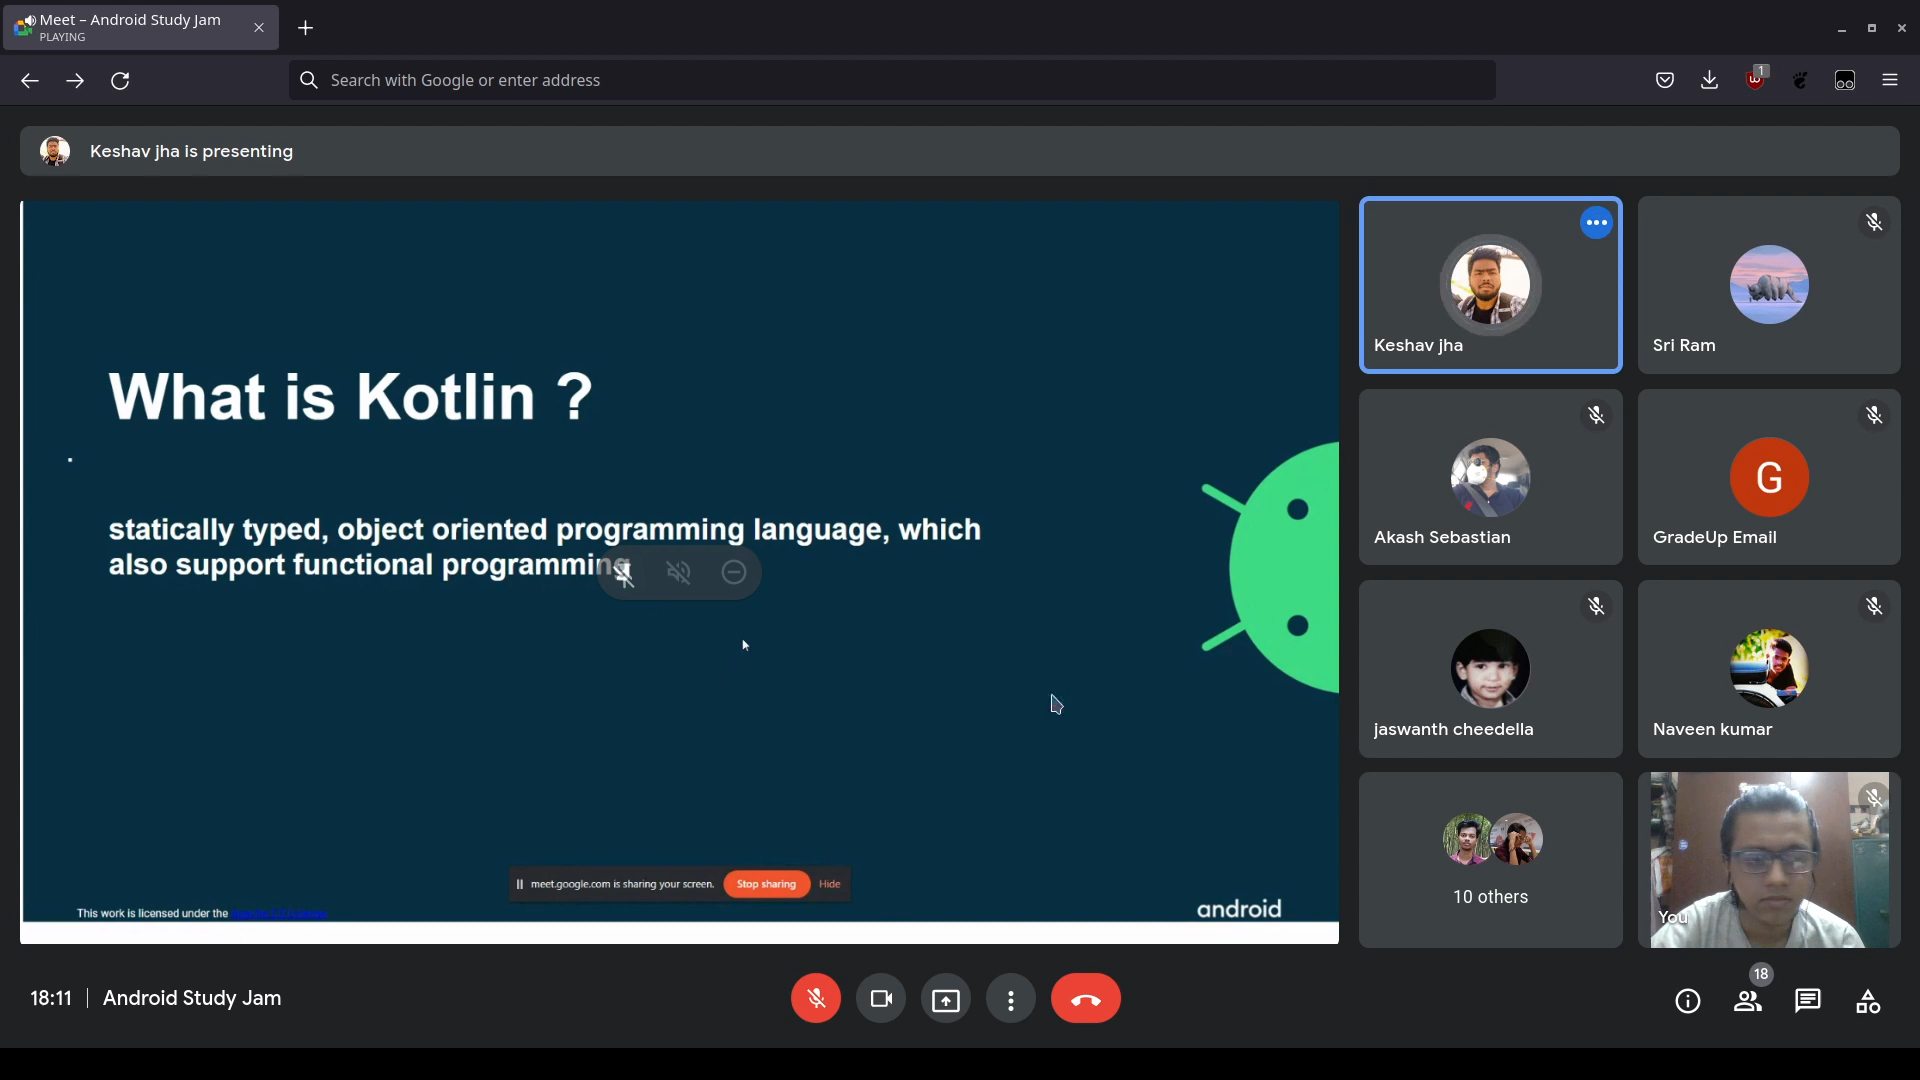 Meet – Android Study Jam
PLAYING
Search with Google or enter address
1
Keshav jha is presenting
What is Kotlin ?
statically typed, object oriented programming language, which
also support functional programming
meet.google.com is sharing your screen.
Stop sharing
Hide
This work is licensed under the
android
Keshav jha
Sri Ram
Akash Sebastian
G
GradeUp Email
jaswanth cheedella
Naveen kumar
10 others
You
18:11
Android Study Jam
18